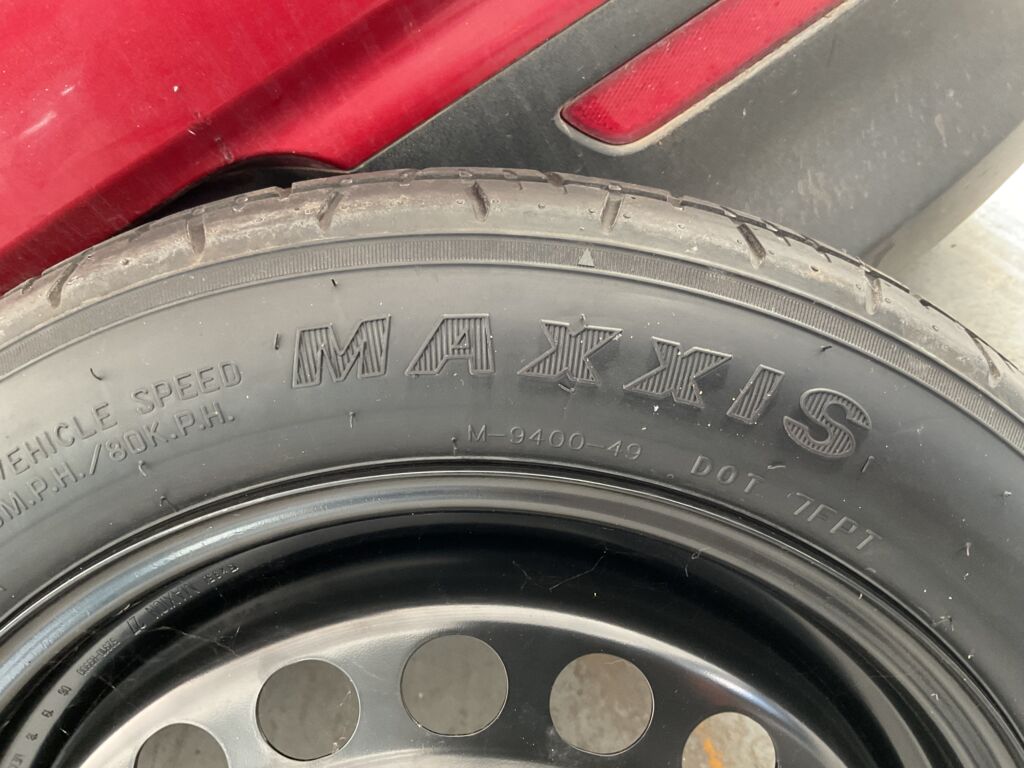 MAXXIS
VEHICLE SPEED
M.P.H./80K.P.H.
M-9400-49
DOT 7FPT